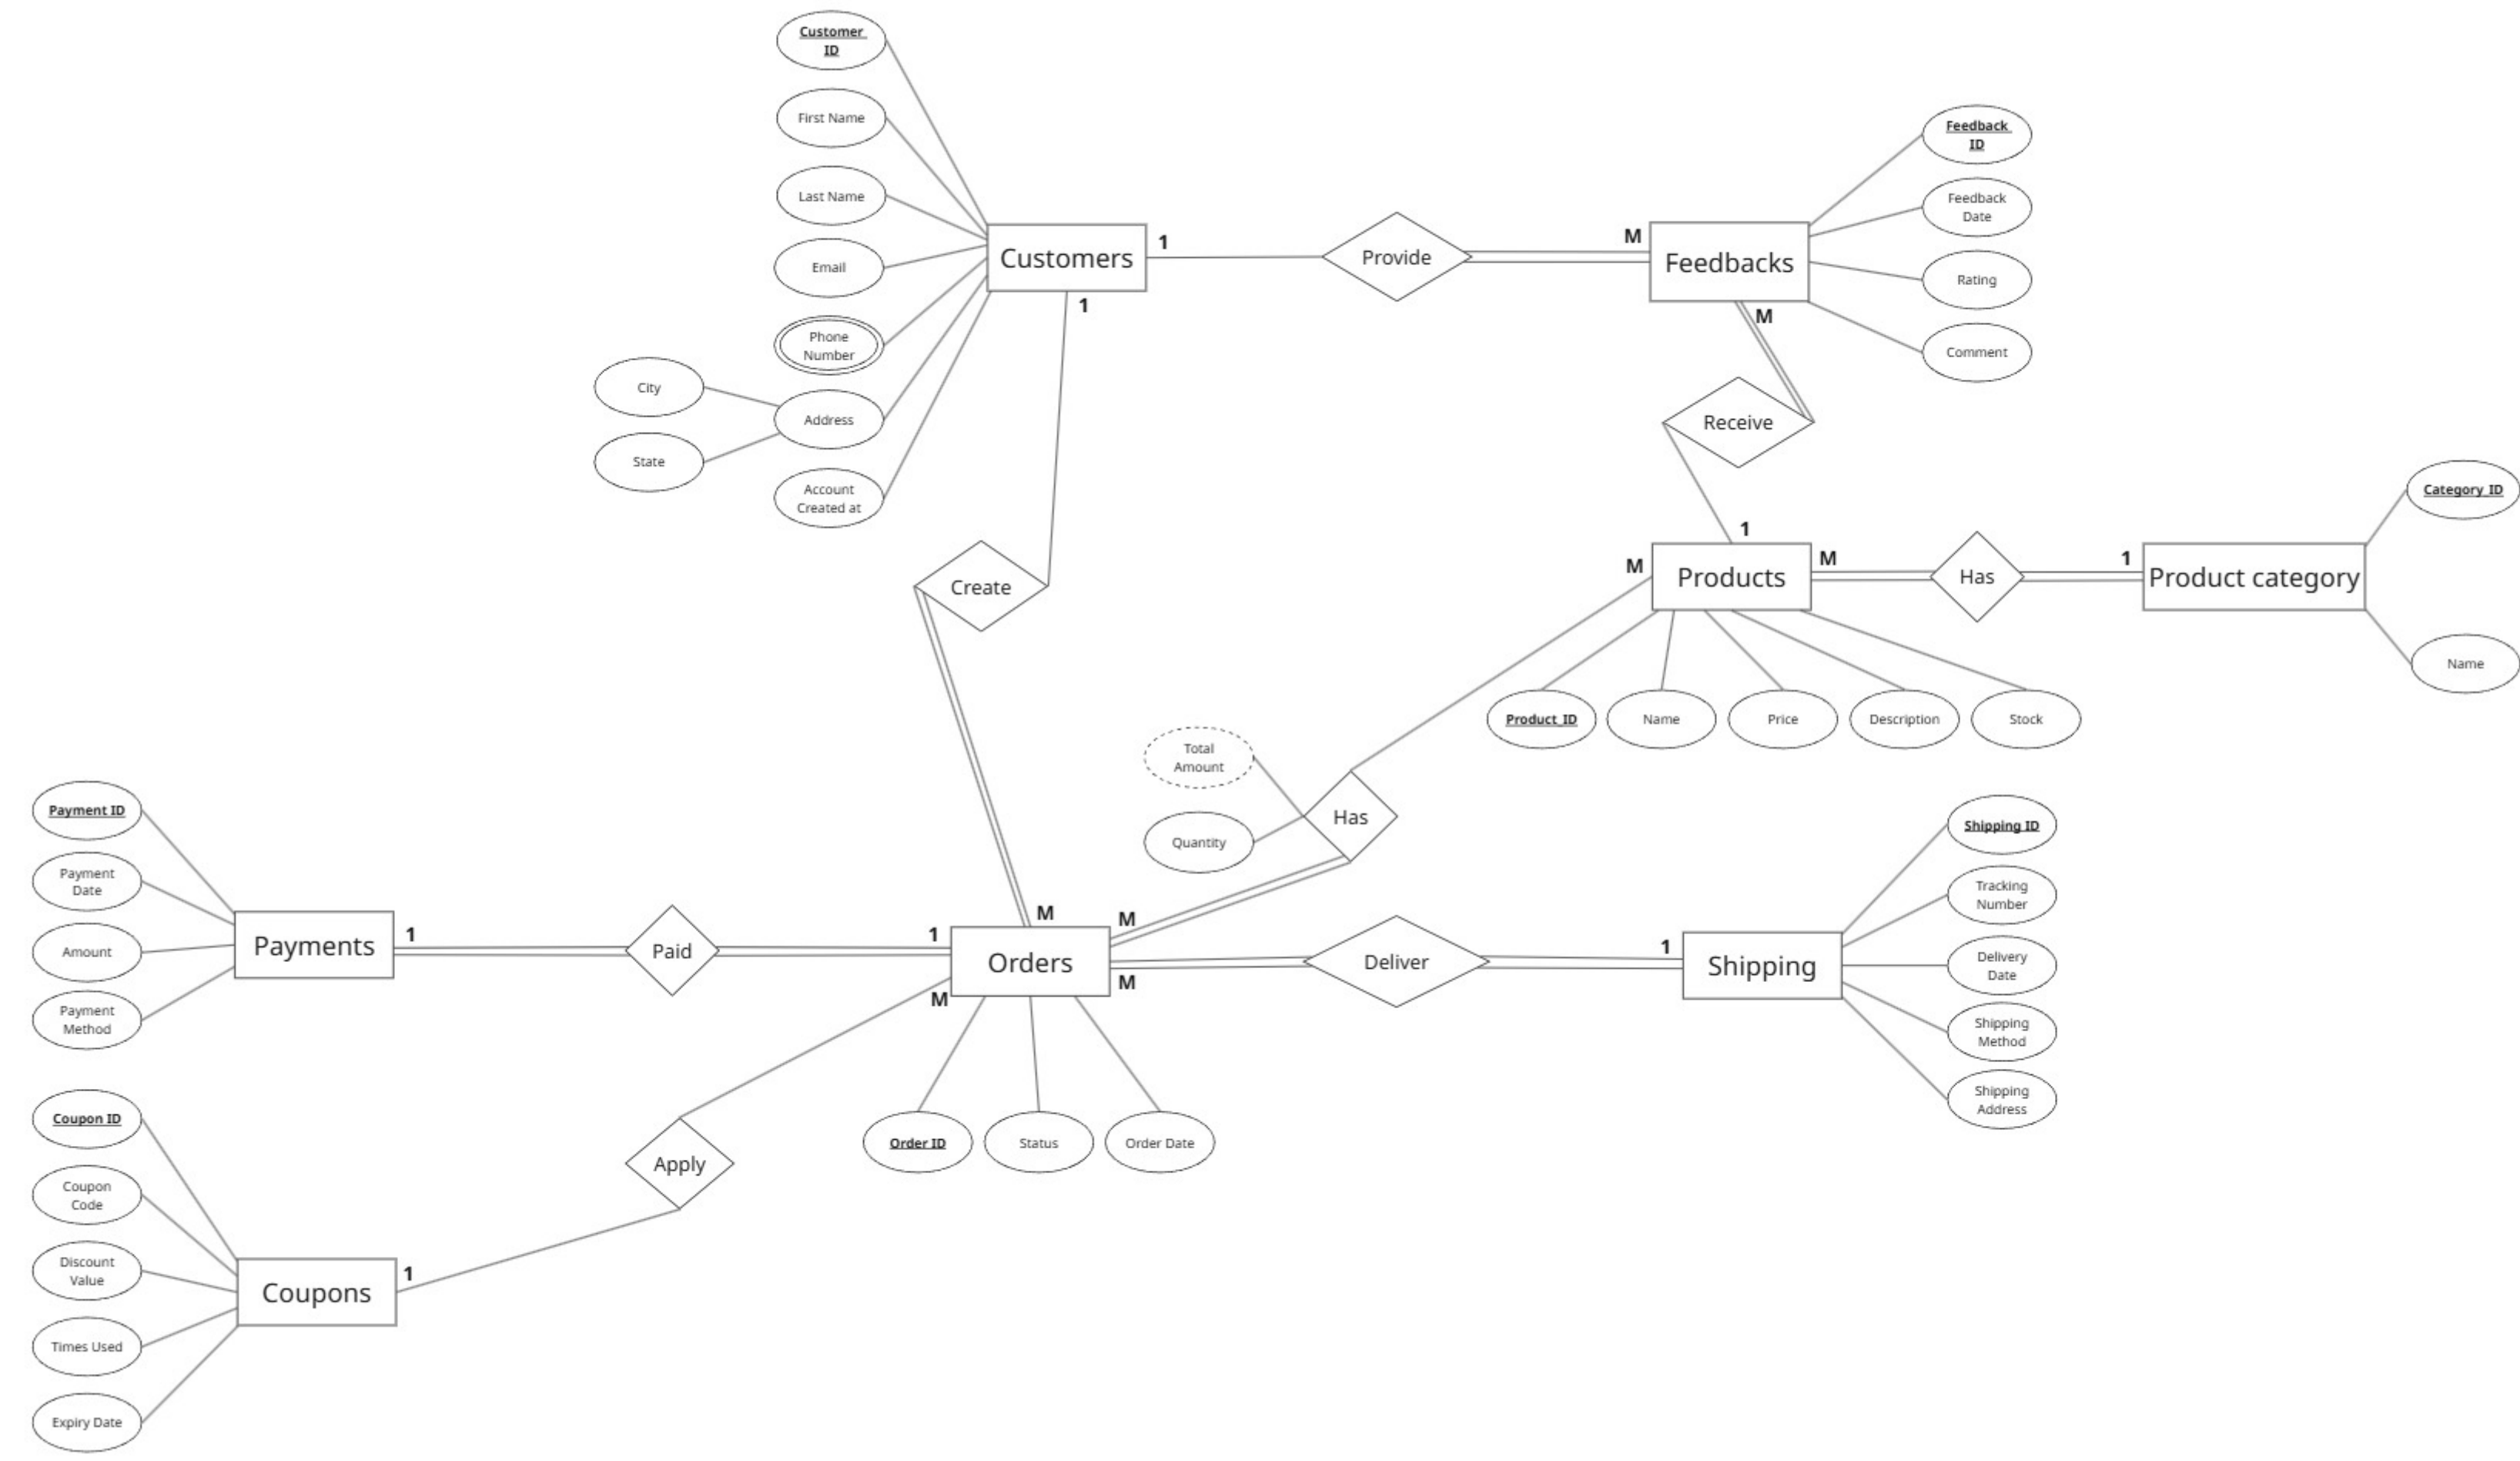 Customer
ID
First Name
Last Name
Email
Phone
Number
Address
City
State
Account
Created at
Customers
1
1
Provide
M
Feedbacks
M
Feedback
ID
Feedback
Date
Rating
Comment
Receive
1
M
Products
M
Has
1
Product category
Category_ID
Name
Product_ID
Name
Price
Description
Stock
Create
Total
Amount
Quantity
Has
Payment ID
Payment
Date
Amount
Payment
Method
Payments
1
Paid
1
M
M
Orders
M
M
Deliver
1
Shipping
Shipping ID
Tracking
Number
Delivery
Date
Shipping
Method
Shipping
Address
Order ID
Status
Order Date
Apply
Coupon ID
Coupon
Code
Discount
Value
Times Used
Expiry Date
Coupons
1